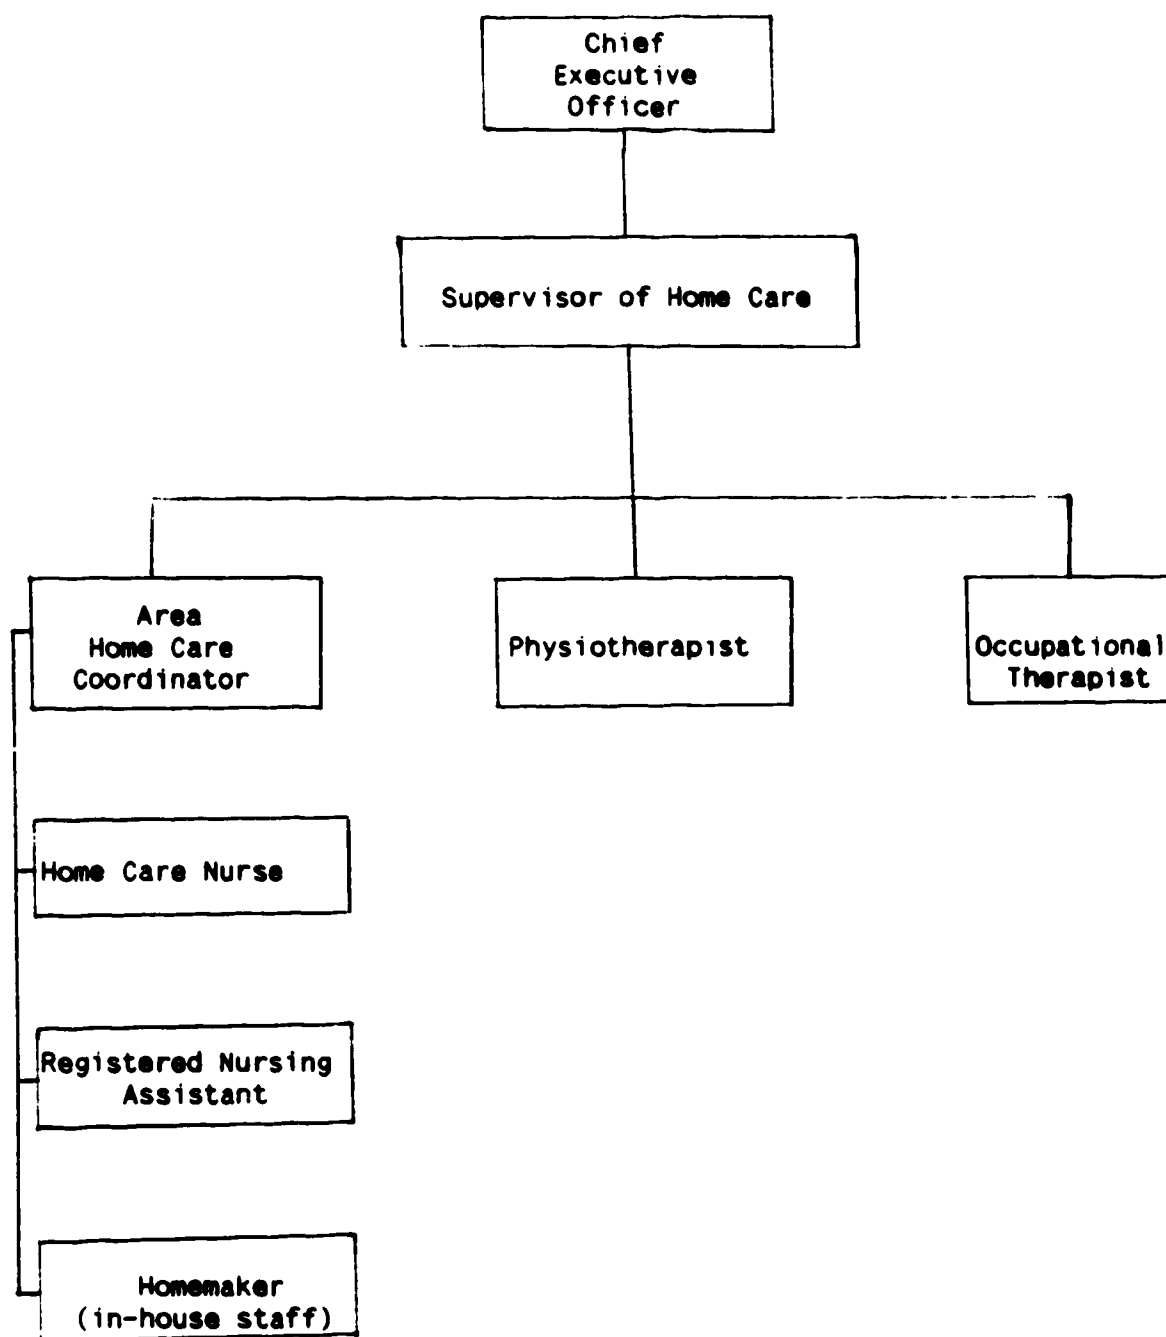 Chief
Executive
Officer
Supervisor of Home Care
Area
Home Care
Coordinator
Physiotherapist
Occupational
Therapist
Home Care Nurse
Registered Nursing
Assistant
Homemaker
(in-house staff)